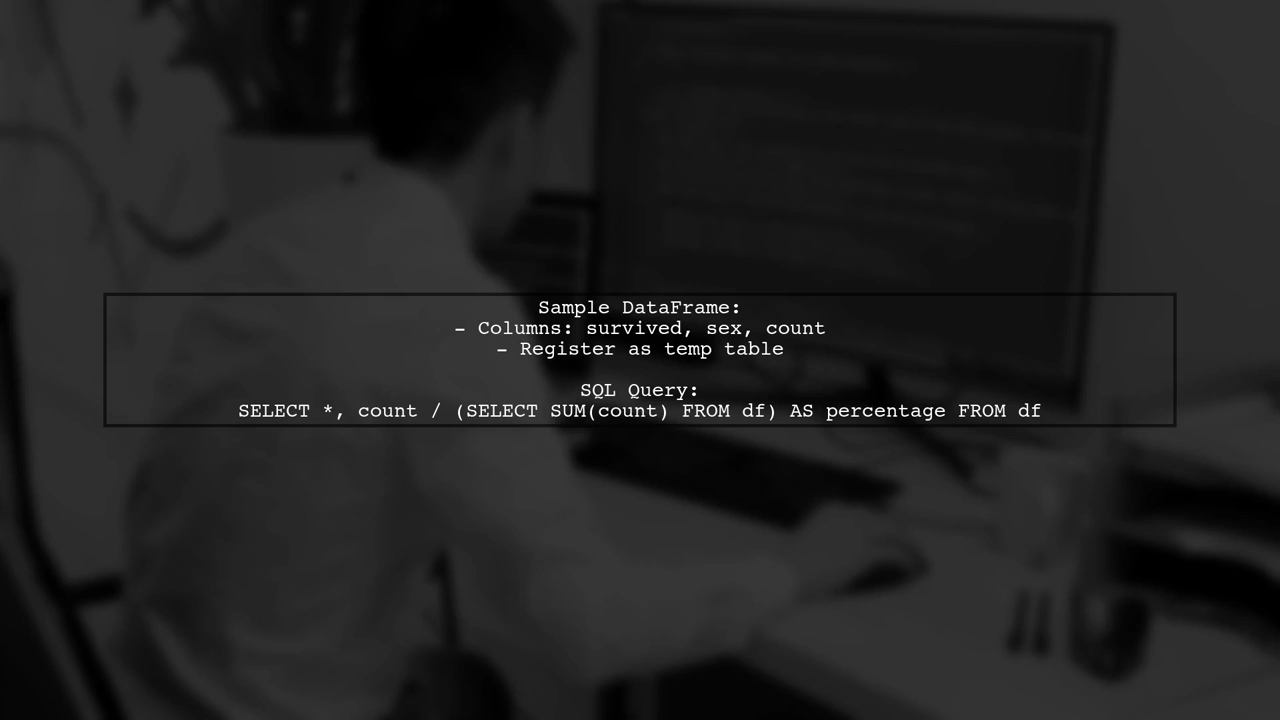 Sample DataFrame:
- Columns: survived, sex, count
- Register as temp table
SQL Query:
SELECT *, count / (SELECT SUM(count) FROM df) AS percentage FROM df